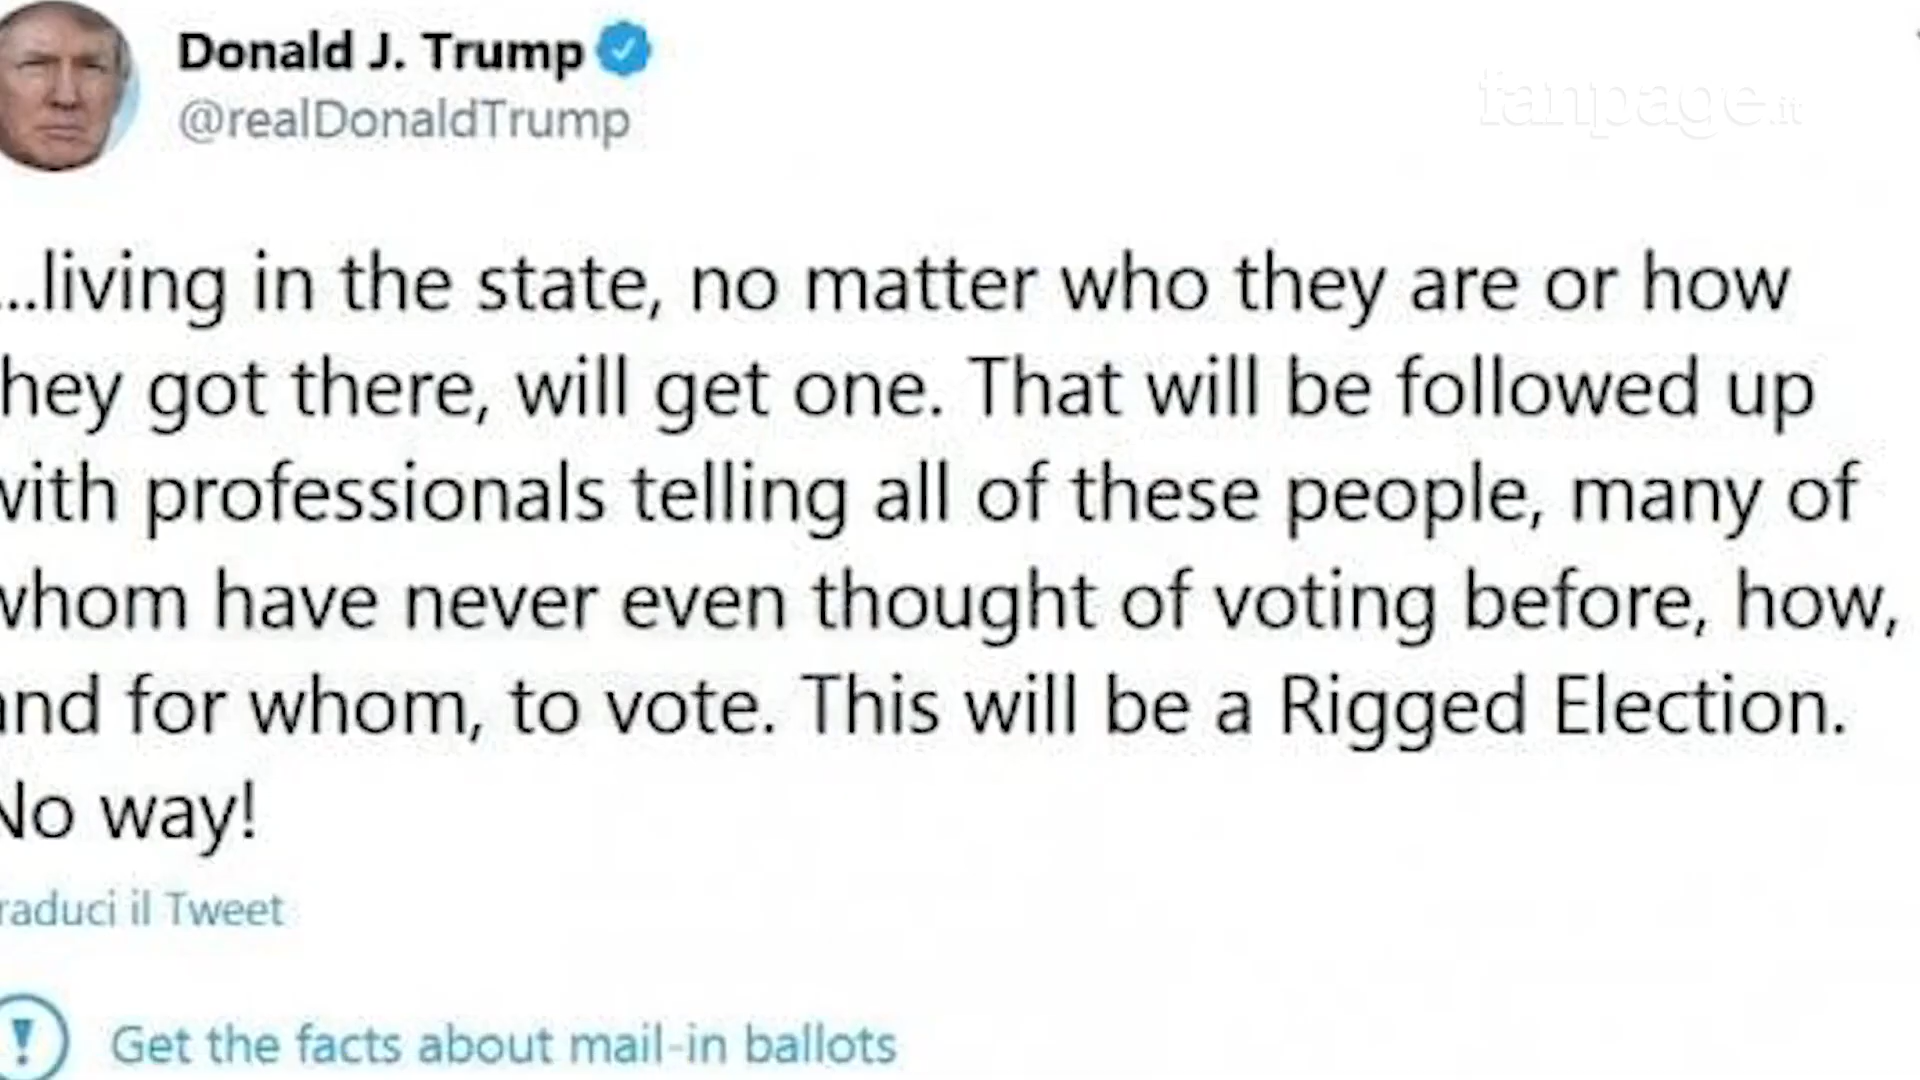 Donald J. Trump
@realDonaldTrump
fanpage.it
...living in the state, no matter who they are or how
hey got there, will get one. That will be followed up
with professionals telling all of these people, many of
whom have never even thought of voting before, how,
and for whom, to vote. This will be a Rigged Election.
No way!
raduci il Tweet
Get the facts about mail-in ballots